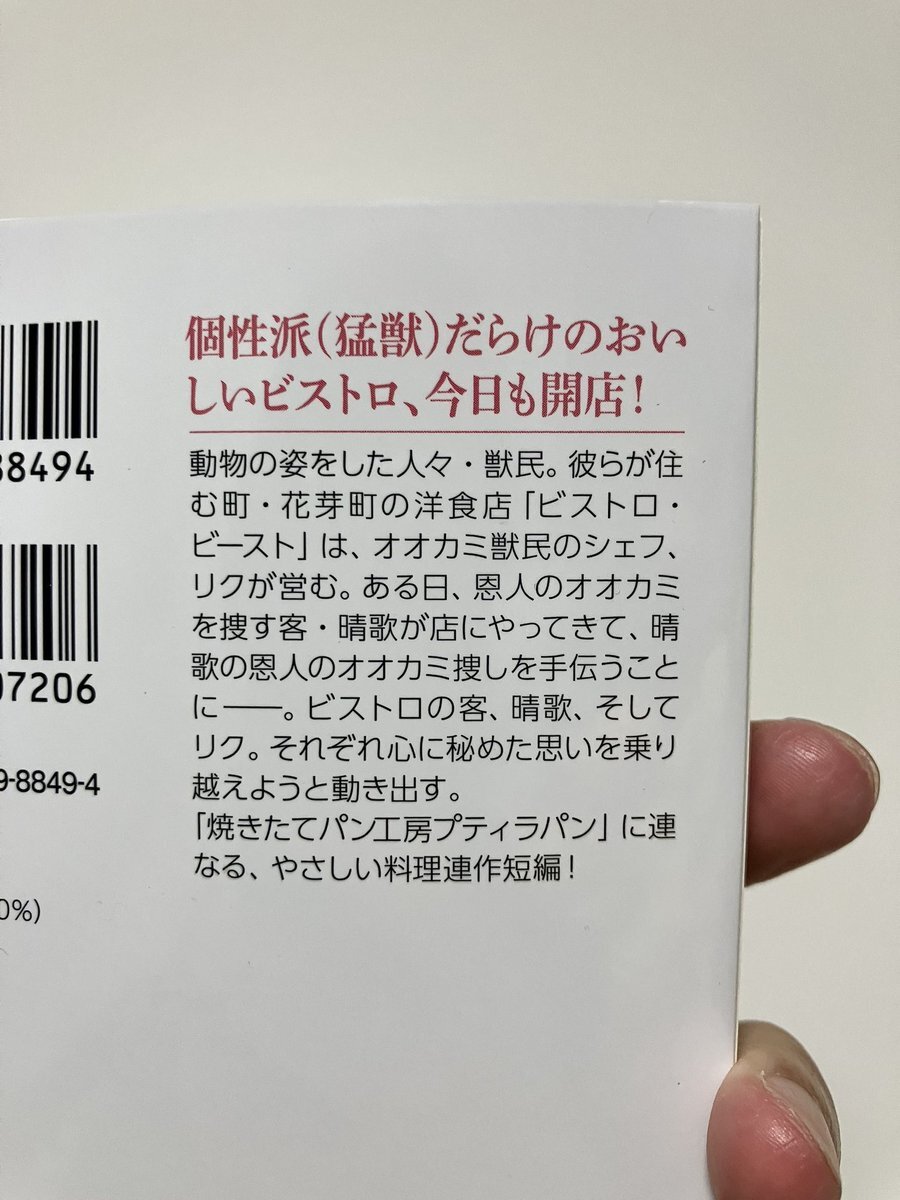 個性派(猛獣)だらけのおい
しいビストロ、今日も開店!
動物の姿をした人々・獣民。彼らが住
む町・花芽町の洋食店「ビストロ・
ビースト」は、オオカミ獣民のシェフ、
リクが営む。ある日、恩人のオオカミ
を捜す客・晴歌が店にやってきて、晴
歌の恩人のオオカミ捜しを手伝うこと
に――。ビストロの客、晴歌、そして
リク。それぞれ心に秘めた思いを乗り
越えようと動き出す。
「焼きたてパン工房プティラパン」に連
なる、やさしい料理連作短編!
88494
07206
9-8849-4
0%)